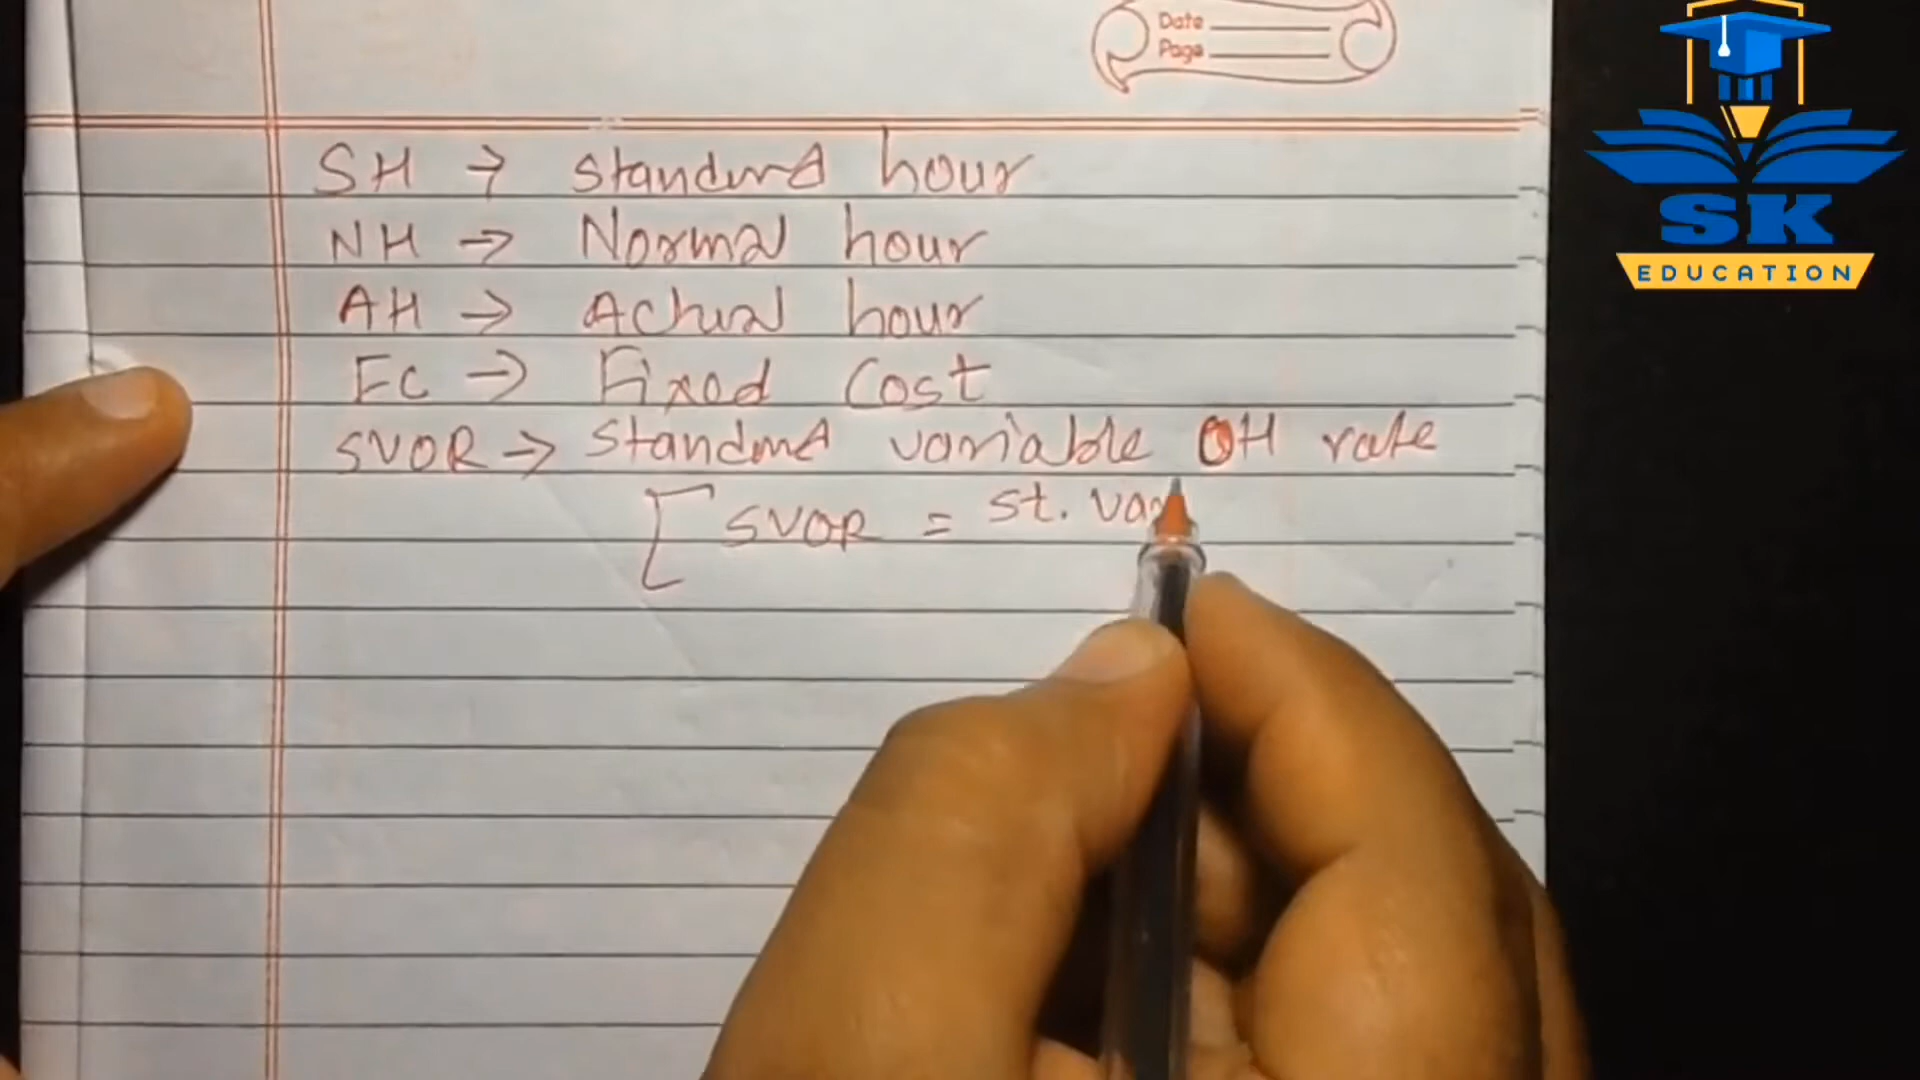 Date
Page
SH → Standard hour
NH → Normal hour
AH → Actual hour
FC → Fixed Cost
SVOR → Standard variable OH rate
[ SVOR = St. va
SK
EDUCATION